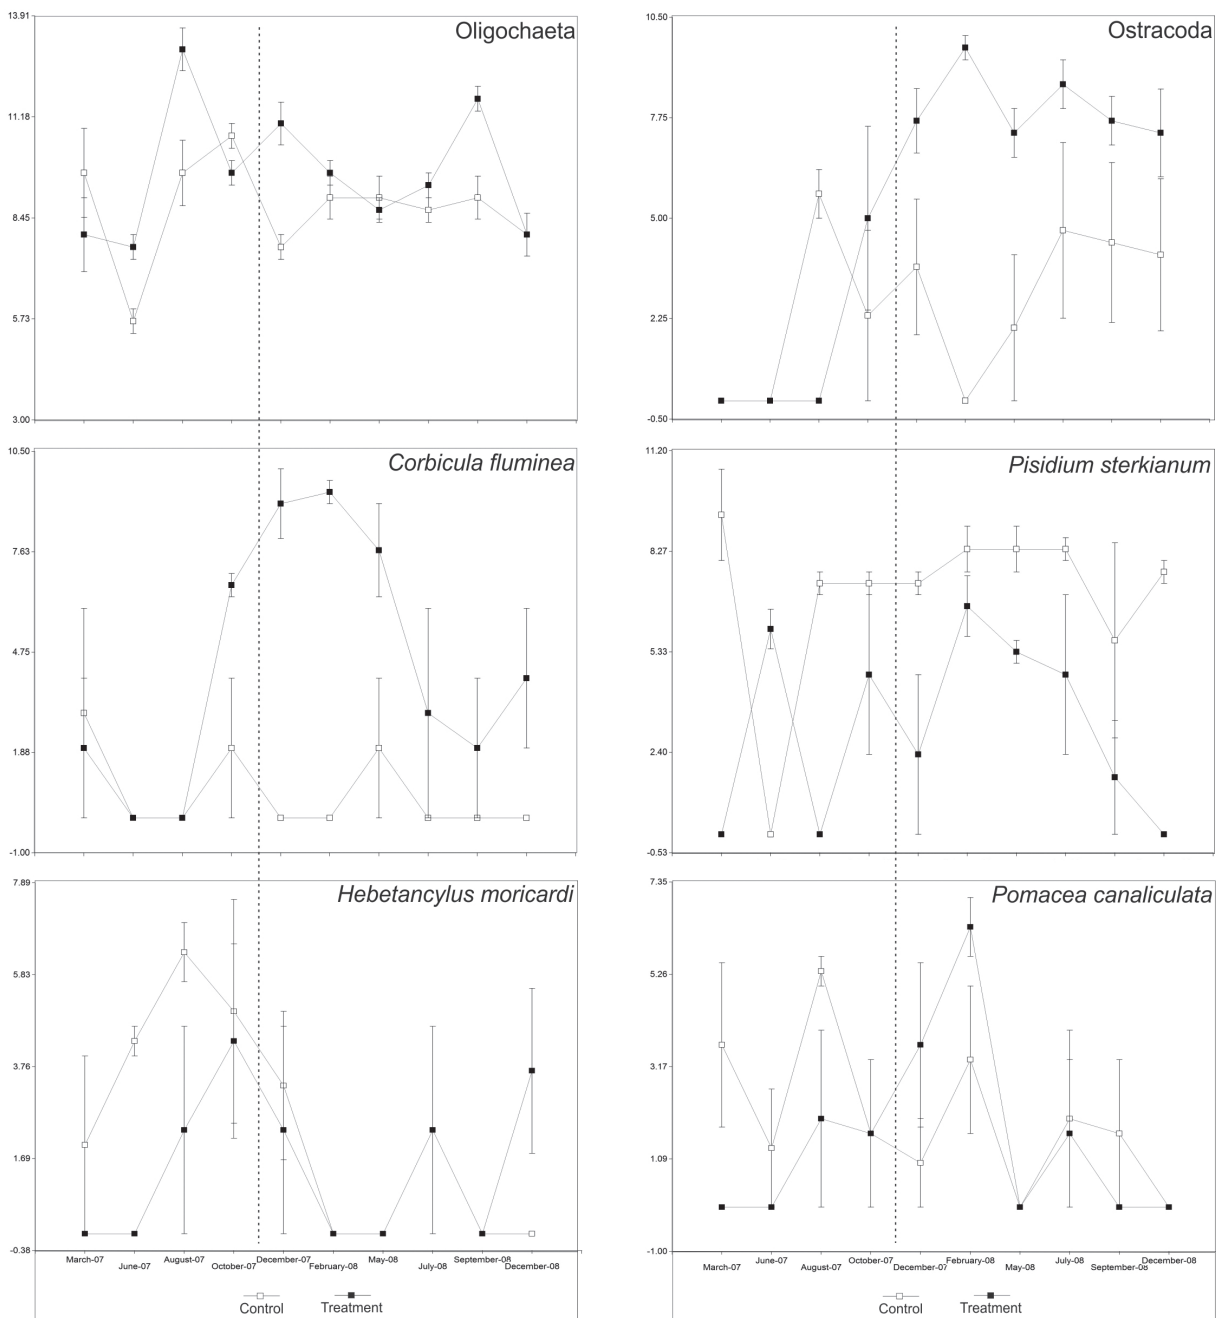 Oligochaeta
13.91
11.18
8.45
5.73
3.00
Ostracoda
10.50
7.75
5.00
2.25
-0.50
Corbicula fluminea
10.50
7.63
4.75
1.88
-1.00
Pisidium sterkianum
11.20
8.27
5.33
2.40
-0.53
Hebetancylus moricardi
7.89
5.83
3.76
1.69
-0.38
March-07
June-07
August-07
October-07
December-07
February-08
May-08
July-08
September-08
December-08
Control
Treatment
Pomacea canaliculata
7.35
5.26
3.17
1.09
-1.00
March-07
June-07
August-07
October-07
December-07
February-08
May-08
July-08
September-08
December-08
Control
Treatment